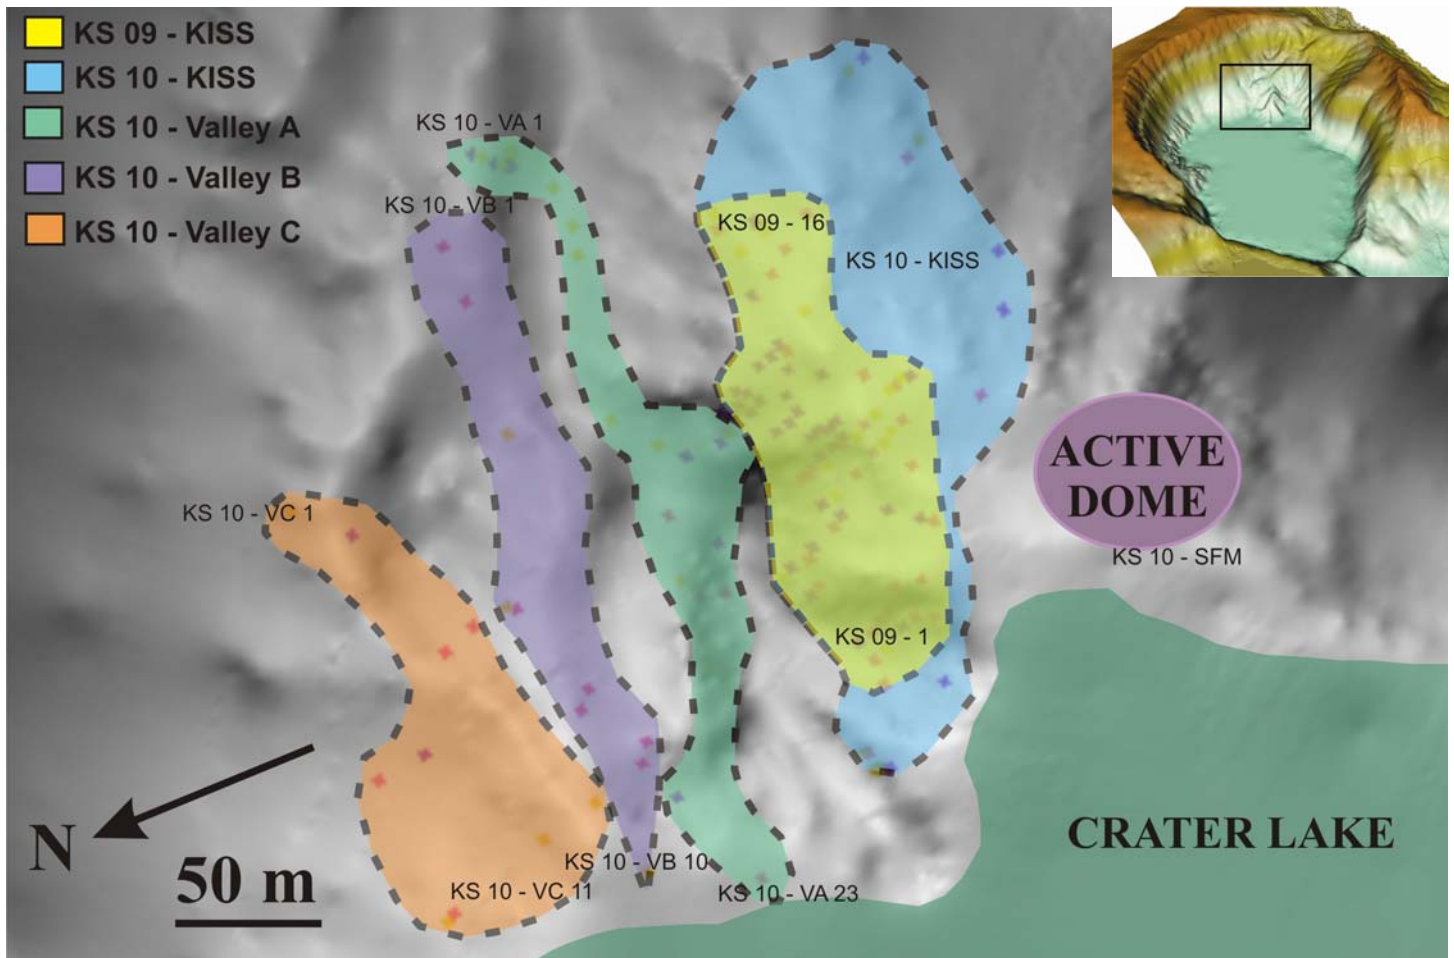 KS 09 - KISS
KS 10 - KISS
KS 10 - Valley A
KS 10 - Valley B
KS 10 - Valley C
KS 10 - VA 1
KS 10 - VB 1
KS 09 - 16
KS 10 - KISS
ACTIVE
DOME
KS 10 - VC 1
KS 10 - SFM
KS 09 - 1
N
50 m
CRATER LAKE
KS 10 - VB 10
KS 10 - VC 11
KS 10 - VA 23